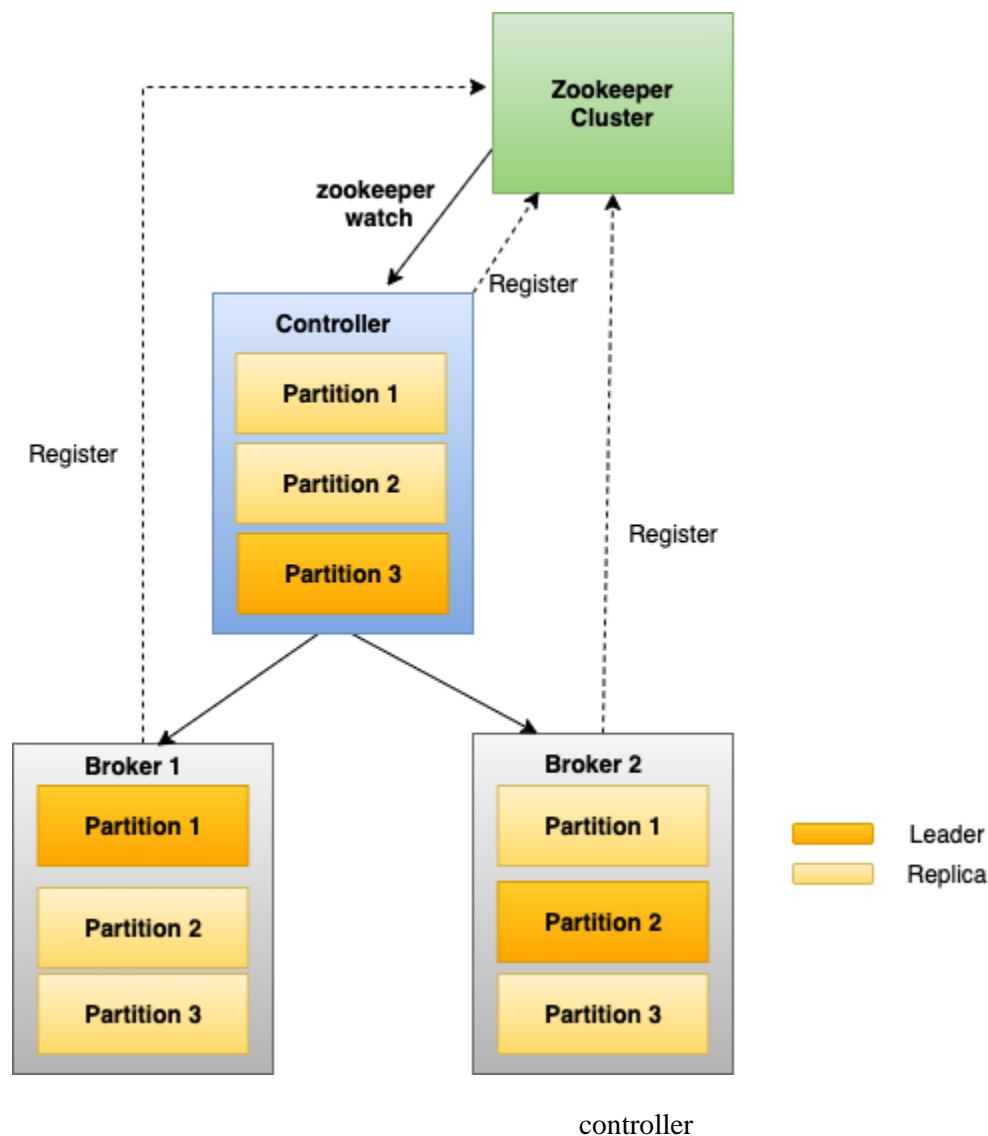 Zookeeper
Cluster
zookeeper
watch
Register
Controller
Partition 1
Partition 2
Partition 3
Register
Register
Broker 1
Partition 1
Partition 2
Partition 3
Broker 2
Partition 1
Partition 2
Partition 3
Leader
Replica
controller